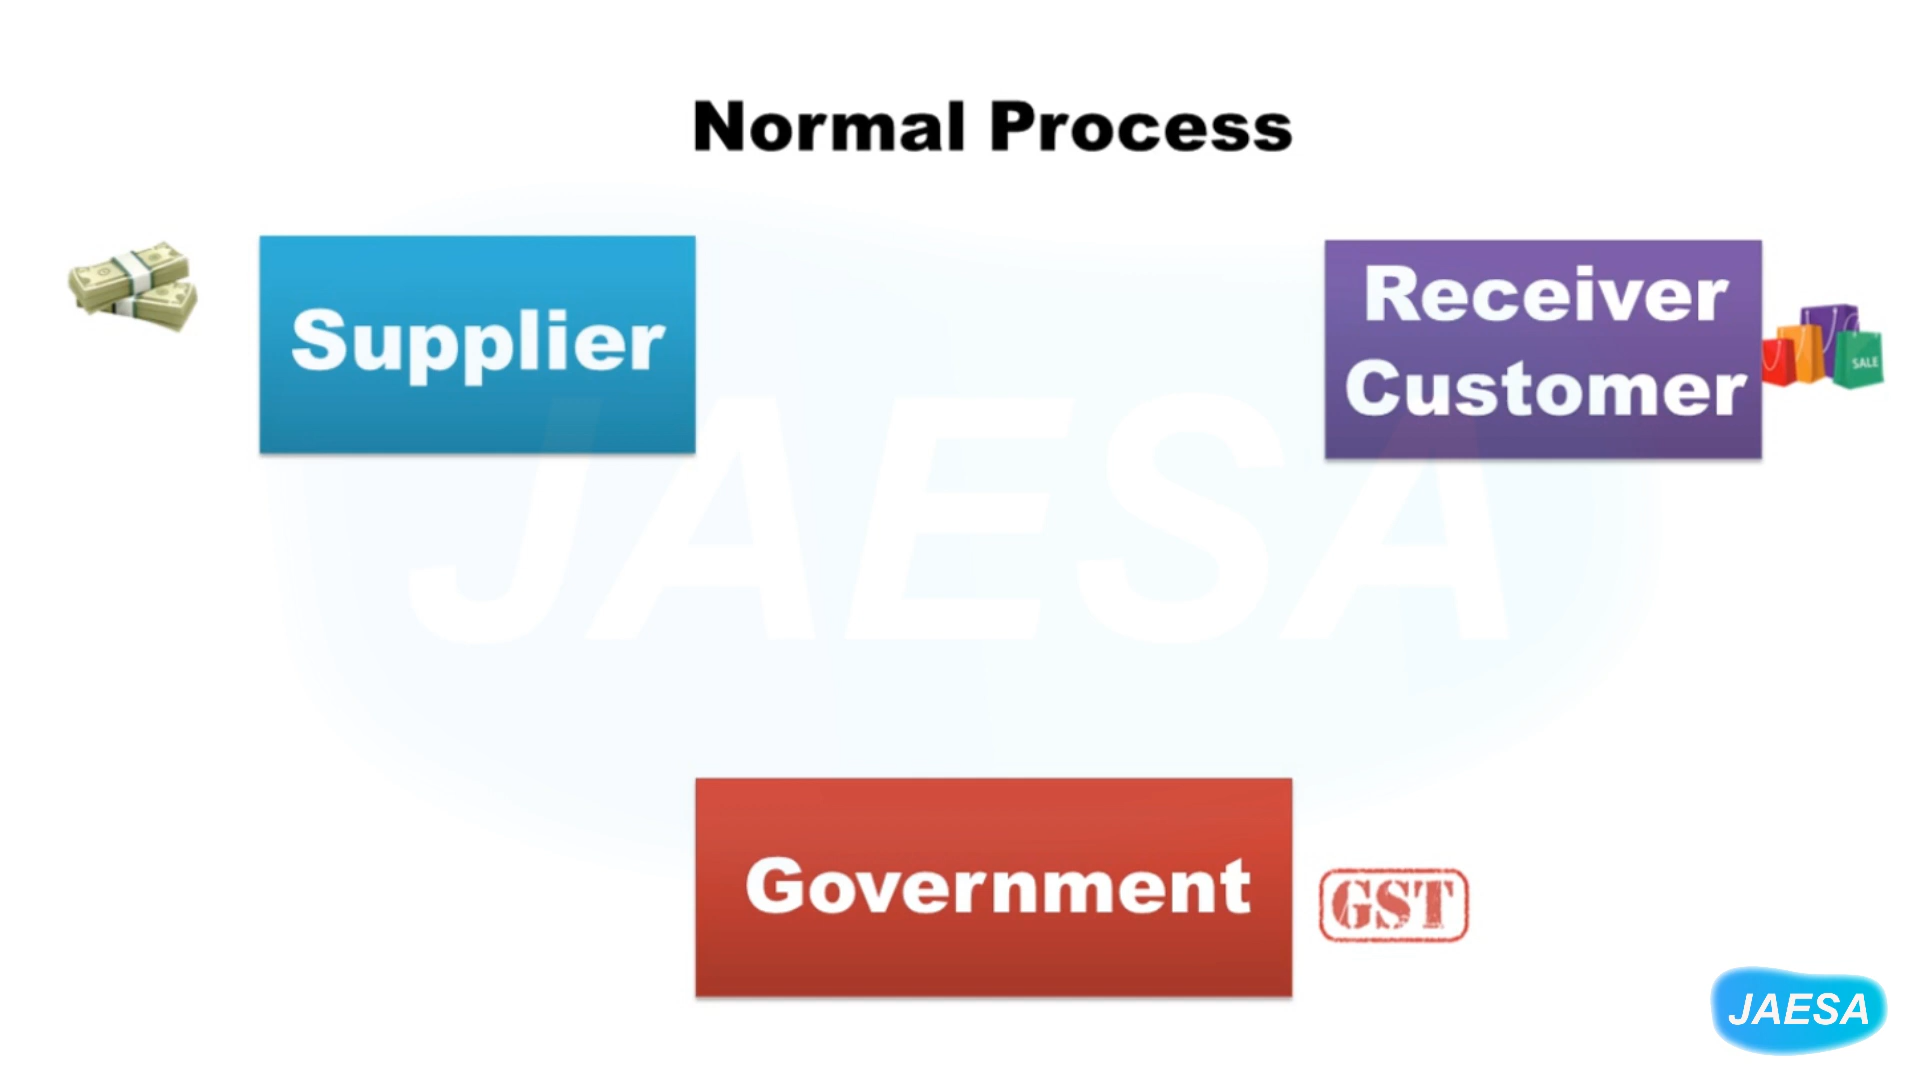 Normal Process
Supplier
Receiver
Customer
SALE
JAESA
Government
GST
JAESA